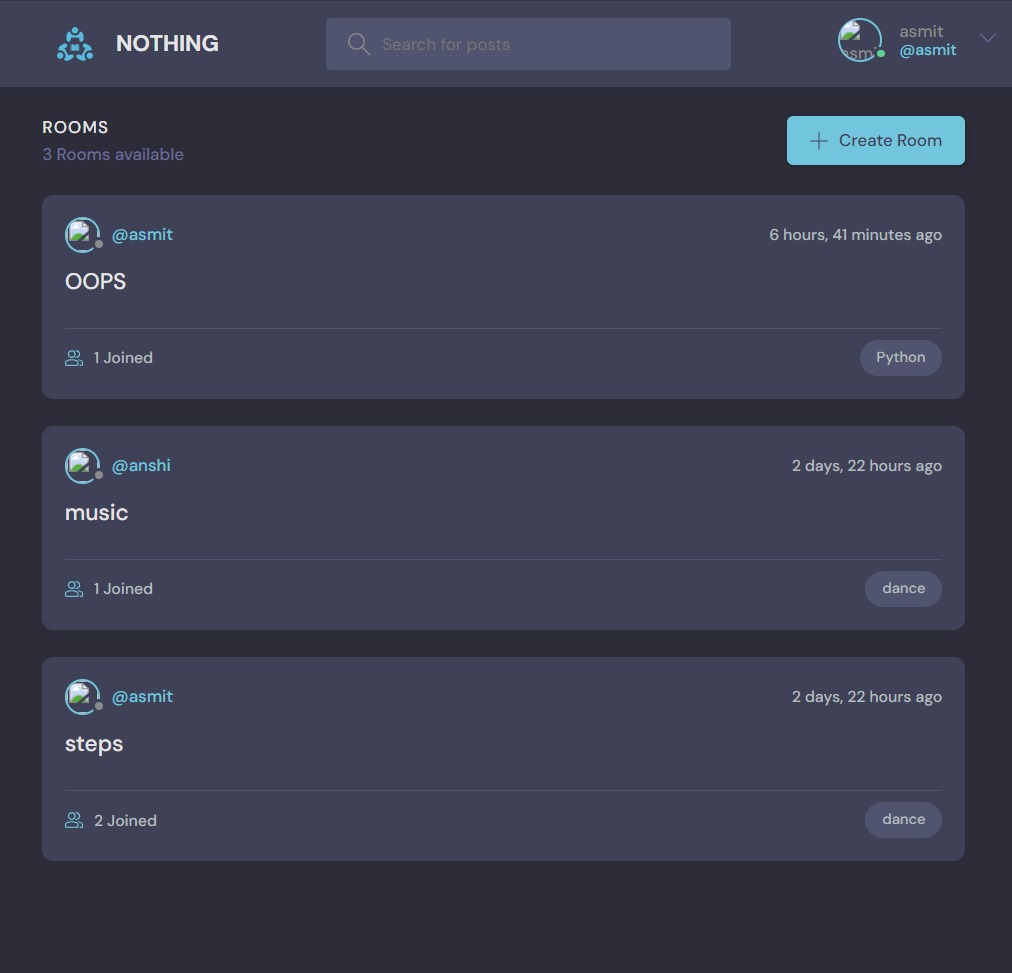 NOTHING
Search for posts
asmit
@asmit
asmi
ROOMS
3 Rooms available
Create Room
@asmit
6 hours, 41 minutes ago
OOPS
1 Joined
Python
@anshi
2 days, 22 hours ago
music
1 Joined
dance
@asmit
2 days, 22 hours ago
steps
2 Joined
dance